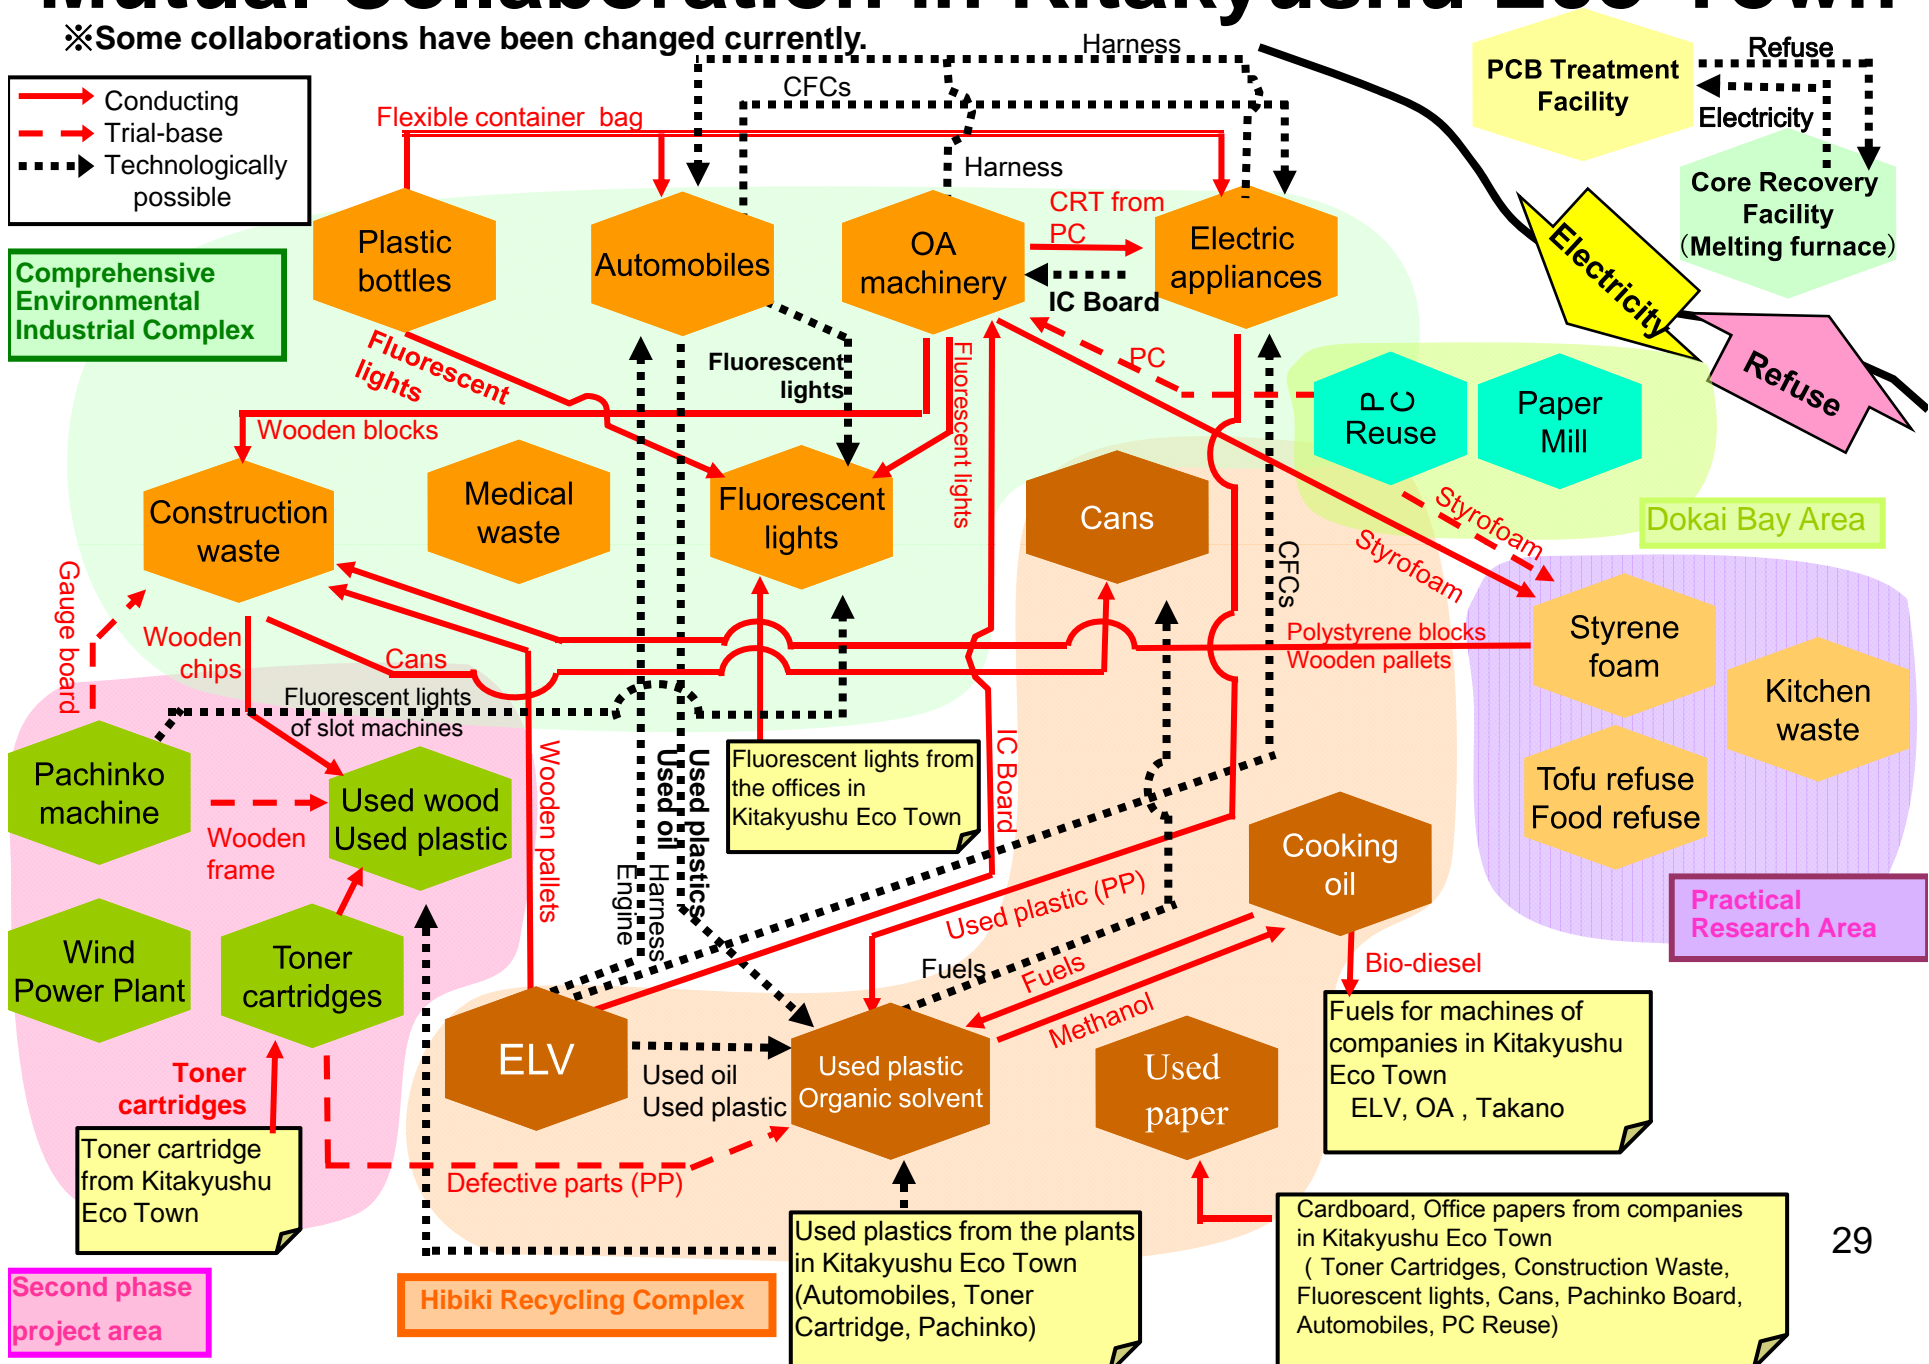 Mutual Collaboration in Kitakyushu Eco-Town
※Some collaborations have been changed currently.
Conducting
Trial-base
Technologically
possible
Harness
CFCs
Flexible container bag
Harness
PCB Treatment
Facility
Refuse
Electricity
Core Recovery
Facility
(Melting furnace)
Electricity
Refuse
Comprehensive
Environmental
Industrial Complex
Plastic
bottles
Automobiles
OA
machinery
CRT from
PC
IC Board
Electric
appliances
Fluorescent
lights
Fluorescent
lights
Fluorescent lights
PC
PC
Reuse
Paper
Mill
Wooden blocks
Construction
waste
Medical
waste
Fluorescent
lights
Cans
Styrofoam
Styrofoam
Dokai Bay Area
CFCs
Gauge board
Wooden
chips
Cans
Polystyrene blocks
Wooden pallets
Styrene
foam
Kitchen
waste
Tofu refuse
Food refuse
Practical
Research Area
Fluorescent lights
of slot machines
Pachinko
machine
Wooden
frame
Used wood
Used plastic
Wooden pallets
Engine
Harness
Used oil
Used plastics
Fluorescent lights from
the offices in
Kitakyushu Eco Town
IC Board
Used plastic (PP)
Cooking
oil
Wind
Power Plant
Toner
cartridges
Fuels
Fuels
Methanol
Bio-diesel
ELV
Used oil
Used plastic
Used plastic
Organic solvent
Used
paper
Fuels for machines of
companies in Kitakyushu
Eco Town
ELV, OA , Takano
Toner
cartridges
Toner cartridge
from Kitakyushu
Eco Town
Defective parts (PP)
Used plastics from the plants
in Kitakyushu Eco Town
(Automobiles, Toner
Cartridge, Pachinko)
Cardboard, Office papers from companies
in Kitakyushu Eco Town
( Toner Cartridges, Construction Waste,
Fluorescent lights, Cans, Pachinko Board,
Automobiles, PC Reuse)
29
Second phase
project area
Hibiki Recycling Complex